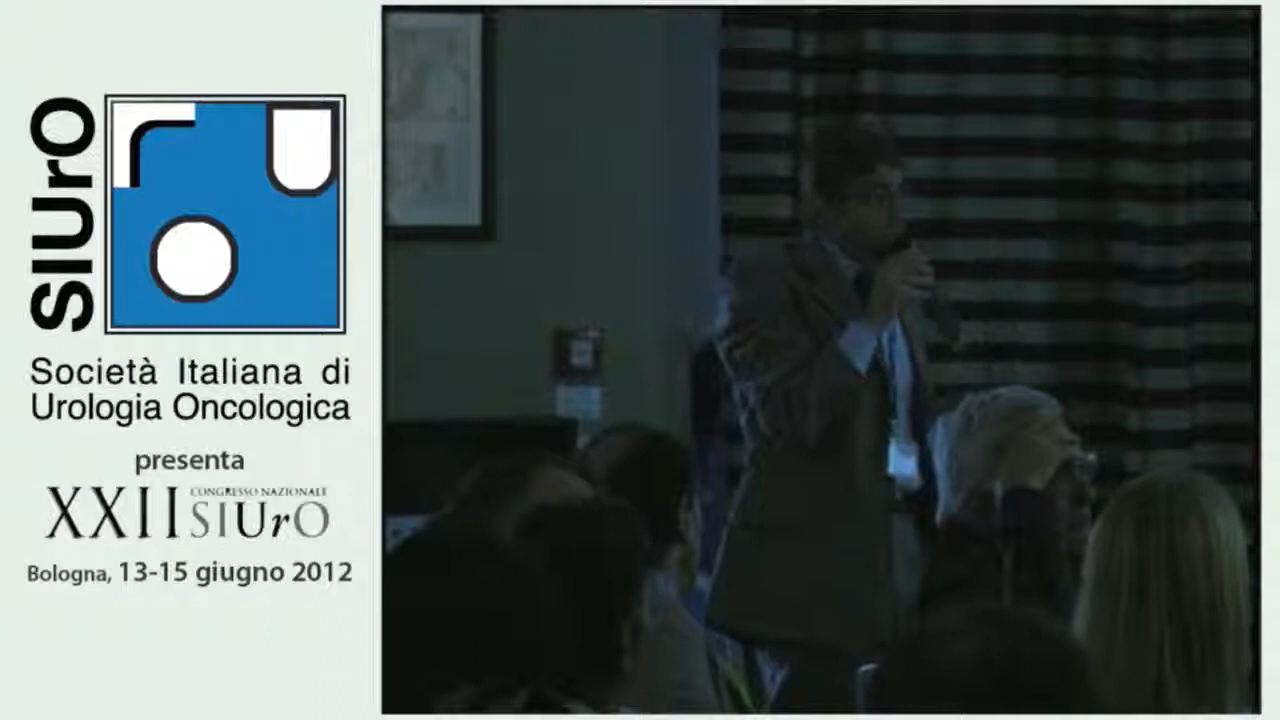 SIUrO
Società Italiana di
Urologia Oncologica
presenta
XXII CONGRESSO NAZIONALE
SIUrO
Bologna, 13-15 giugno 2012